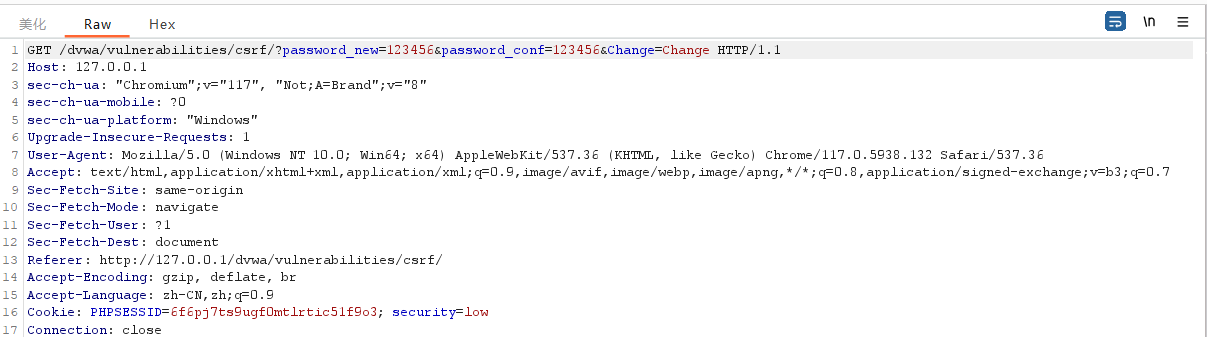 美化 Raw Hex \n
1 GET /dvwa/vulnerabilities/csrf/?password_new=123456&password_conf=123456&Change=Change HTTP/1.1
2 Host: 127.0.0.1
3 sec-ch-ua: "Chromium";v="117", "Not;A=Brand";v="8"
4 sec-ch-ua-mobile: ?0
5 sec-ch-ua-platform: "Windows"
6 Upgrade-Insecure-Requests: 1
7 User-Agent: Mozilla/5.0 (Windows NT 10.0; Win64; x64) AppleWebKit/537.36 (KHTML, like Gecko) Chrome/117.0.5938.132 Safari/537.36
8 Accept: text/html,application/xhtml+xml,application/xml;q=0.9,image/avif,image/webp,image/apng,*/*;q=0.8,application/signed-exchange;v=b3;q=0.7
9 Sec-Fetch-Site: same-origin
10 Sec-Fetch-Mode: navigate
11 Sec-Fetch-User: ?1
12 Sec-Fetch-Dest: document
13 Referer: http://127.0.0.1/dvwa/vulnerabilities/csrf/
14 Accept-Encoding: gzip, deflate, br
15 Accept-Language: zh-CN,zh;q=0.9
16 Cookie: PHPSESSID=6f6pj7ts9ugf0mtlrtic51f9o3; security=low
17 Connection: close